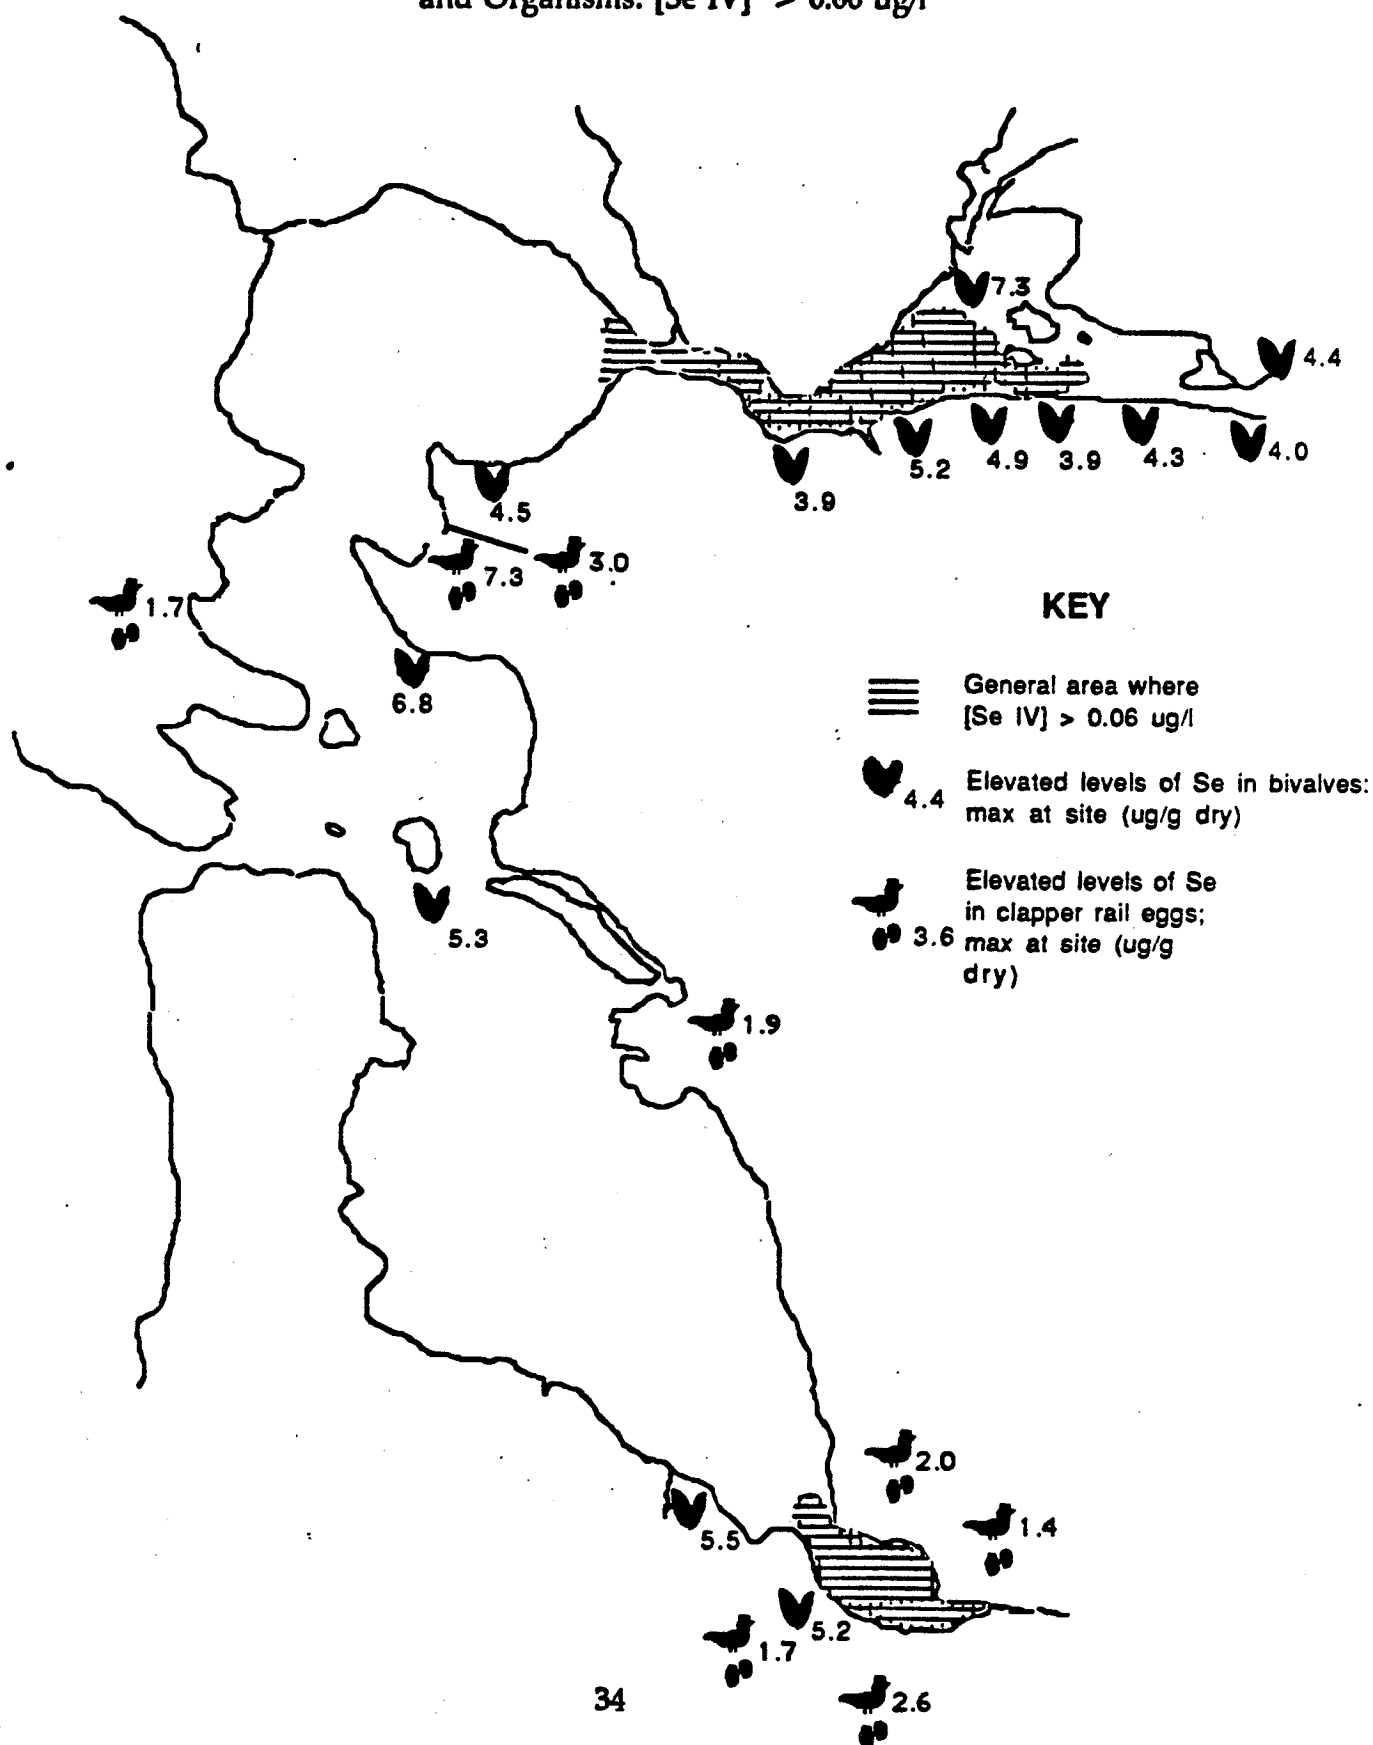 and Organisms: [Se IV] > 0.06 ug/l
7.3
4.4
5.2
4.9
3.9
4.3
4.0
3.9
4.5
7.3
3.0
1.7
6.8
5.3
KEY
General area where
[Se IV] > 0.06 ug/l
4.4
Elevated levels of Se in bivalves:
max at site (ug/g dry)
3.6
Elevated levels of Se
in clapper rail eggs;
max at site (ug/g
dry)
1.9
2.0
1.4
5.5
5.2
1.7
2.6
34